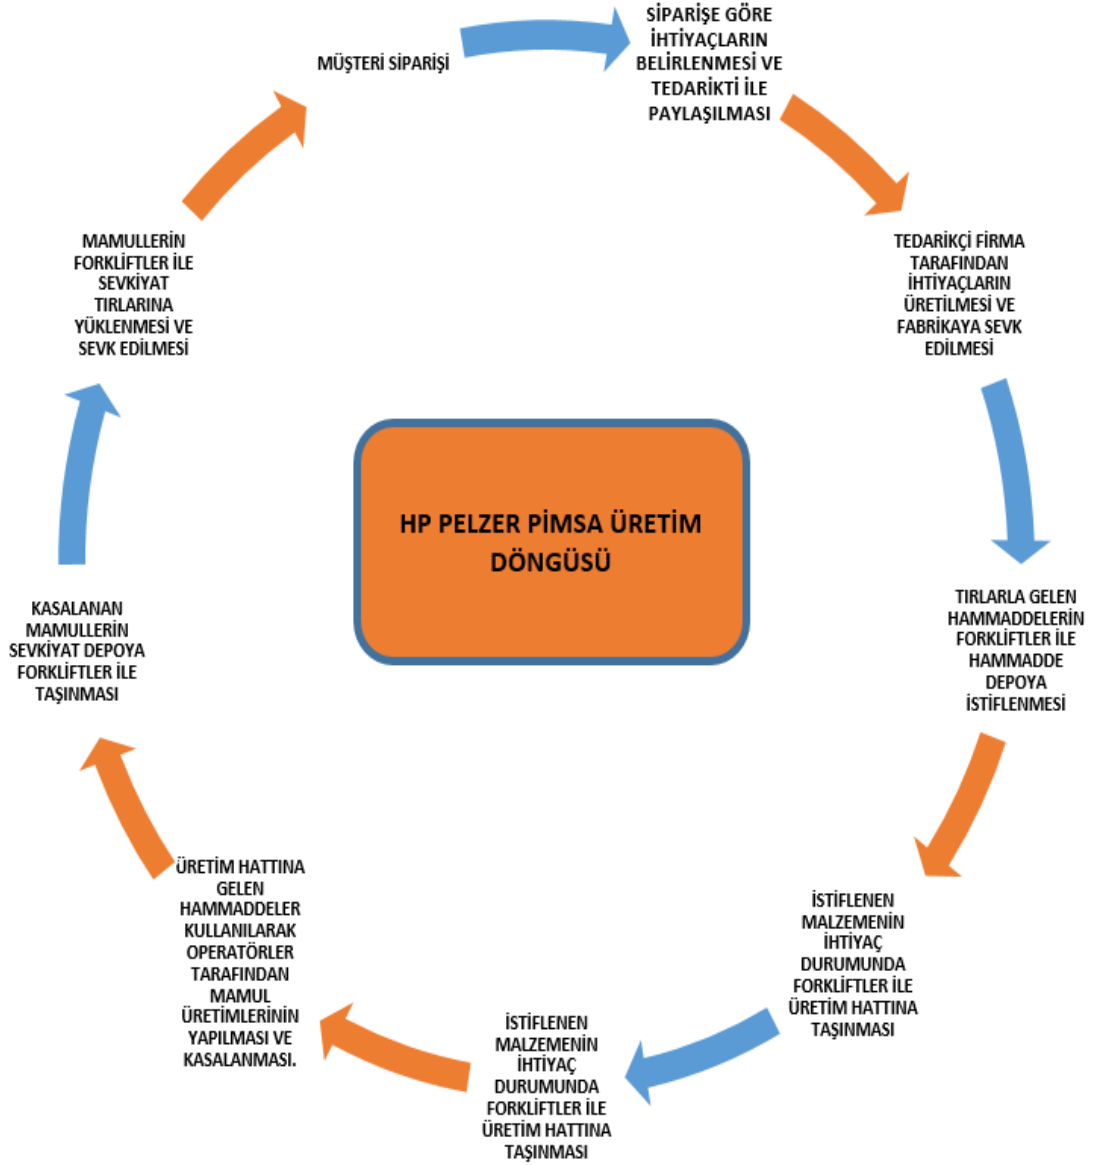 MÜŞTERİ SİPARİŞİ
SİPARİŞE GÖRE
İHTİYAÇLARIN
BELİRLENMESİ VE
TEDARİKTİ İLE
PAYLAŞILMASI
TEDARİKÇİ FİRMA
TARAFINDAN
İHTİYAÇLARIN
ÜRETİLMESİ VE
FABRİKAYA SEVK
EDİLMESİ
TIRLARLA GELEN
HAMMADDELERİN
FORKLİFTLER İLE
HAMMADDE
DEPOYA
İSTİFLENMESİ
İSTİFLENEN
MALZEMENİN
İHTİYAÇ
DURUMUNDA
FORKLİFTLER İLE
ÜRETİM HATTINA
TAŞINMASI
İSTİFLENEN
MALZEMENİN
İHTİYAÇ
DURUMUNDA
FORKLİFTLER İLE
ÜRETİM HATTINA
TAŞINMASI
ÜRETİM HATTINA
GELEN
HAMMADDELER
KULLANILARAK
OPERATÖRLER
TARAFINDAN
MAMUL
ÜRETİMLERİNİN
YAPILMASI VE
KASALANMASI.
KASALANAN
MAMULLERİN
SEVKİYAT DEPOYA
FORKLİFTLER İLE
TAŞINMASI
MAMULLERİN
FORKLİFTLER İLE
SEVKİYAT
TIRLARINA
YÜKLENMESİ VE
SEVK EDİLMESİ
HP PELZER PİMSA ÜRETİM
DÖNGÜSÜ